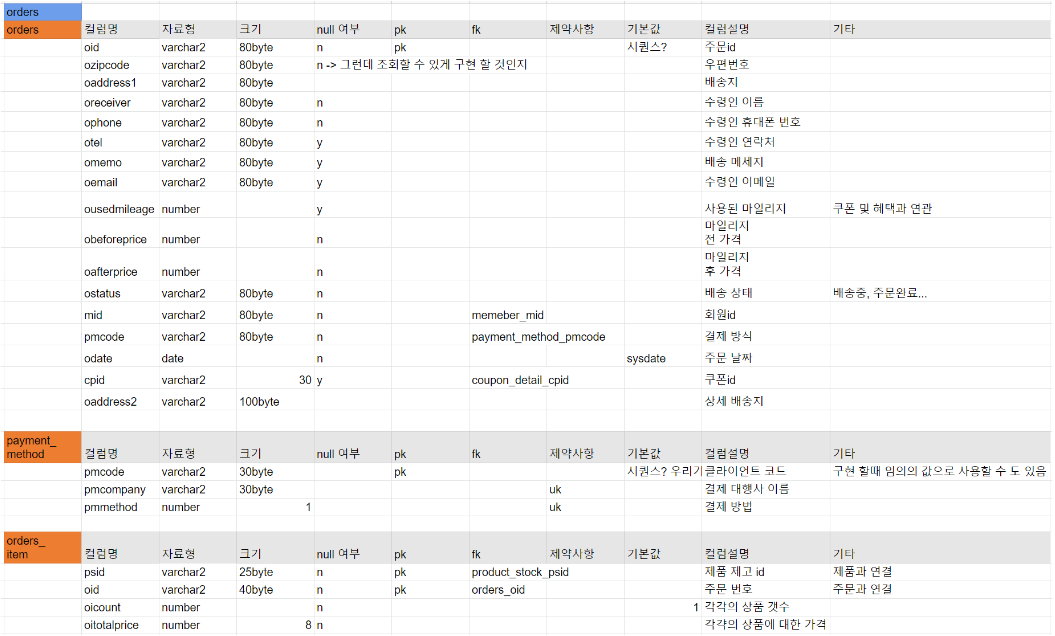 orders
orders 컬럼명 자료형 크기 null 여부 pk fk 제약사항 기본값 컬럼설명 기타
oid varchar2 80byte n pk 시퀀스? 주문id
ozipcode varchar2 80byte n -> 그런데 조회할 수 있게 구현 할 것인지 우편번호
oaddress1 varchar2 80byte 배송지
oreceiver varchar2 80byte n 수령인 이름
ophone varchar2 80byte n 수령인 휴대폰 번호
otel varchar2 80byte y 수령인 연락처
omemo varchar2 80byte y 배송 메세지
oemail varchar2 80byte y 수령인 이메일
ousedmileage number y 사용된 마일리지 쿠폰 및 혜택과 연관
obeforeprice number n 마일리지
전 가격
oafterprice number n 마일리지
후 가격
ostatus varchar2 80byte n 배송 상태 배송중, 주문완료...
mid varchar2 80byte n memeber_mid 회원id
pmcode varchar2 80byte n payment_method_pmcode 결제 방식
odate date n sysdate 주문 날짜
cpid varchar2 30 y coupon_detail_cpid 쿠폰id
oaddress2 varchar2 100byte 상세 배송지
payment_
method 컬럼명 자료형 크기 null 여부 pk fk 제약사항 기본값 컬럼설명 기타
pmcode varchar2 30byte pk 시퀀스? 우리기 클라이언트 코드 구현 할때 임의의 값으로 사용할 수 도 있음
pmcompany varchar2 30byte uk 결제 대행사 이름
pmmethod number 1 uk 결제 방법
orders_
item 컬럼명 자료형 크기 null 여부 pk fk 제약사항 기본값 컬럼설명 기타
psid varchar2 25byte n pk product_stock_psid 제품 제고 id 제품과 연결
oid varchar2 40byte n pk orders_oid 주문 번호 주문과 연결
oicount number n 1 각각의 상품 갯수
oitotalprice number 8 n 각각의 상품에 대한 가격